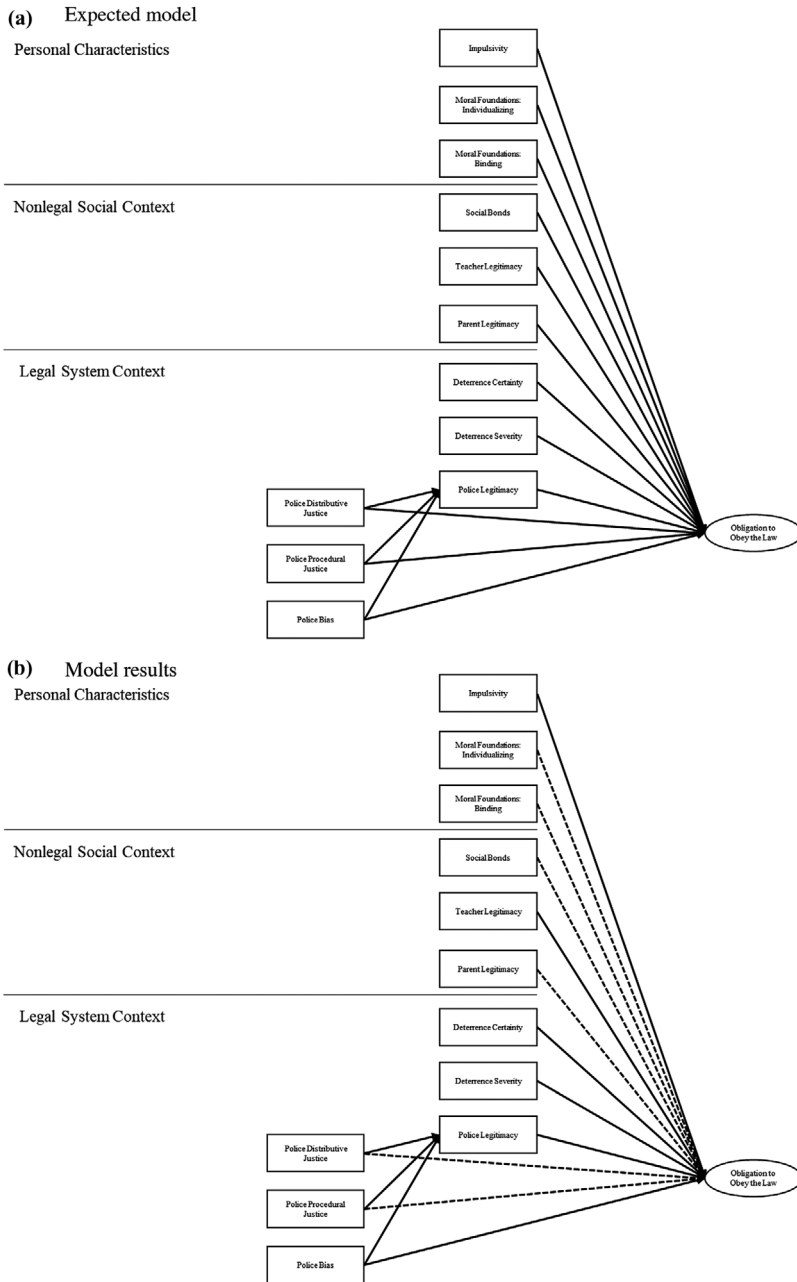 (a) Expected model
Personal Characteristics
Impulsivity
Moral Foundations:
Individualizing
Moral Foundations:
Binding
Nonlegal Social Context
Social Bonds
Teacher Legitimacy
Parent Legitimacy
Legal System Context
Deterrence Certainty
Deterrence Severity
Police Legitimacy
Police Distributive
Justice
Police Procedural
Justice
Police Bias
Obligation to
Obey the Law
(b) Model results
Personal Characteristics
Impulsivity
Moral Foundations:
Individualizing
Moral Foundations:
Binding
Nonlegal Social Context
Social Bonds
Teacher Legitimacy
Parent Legitimacy
Legal System Context
Deterrence Certainty
Deterrence Severity
Police Legitimacy
Police Distributive
Justice
Police Procedural
Justice
Police Bias
Obligation to
Obey the Law